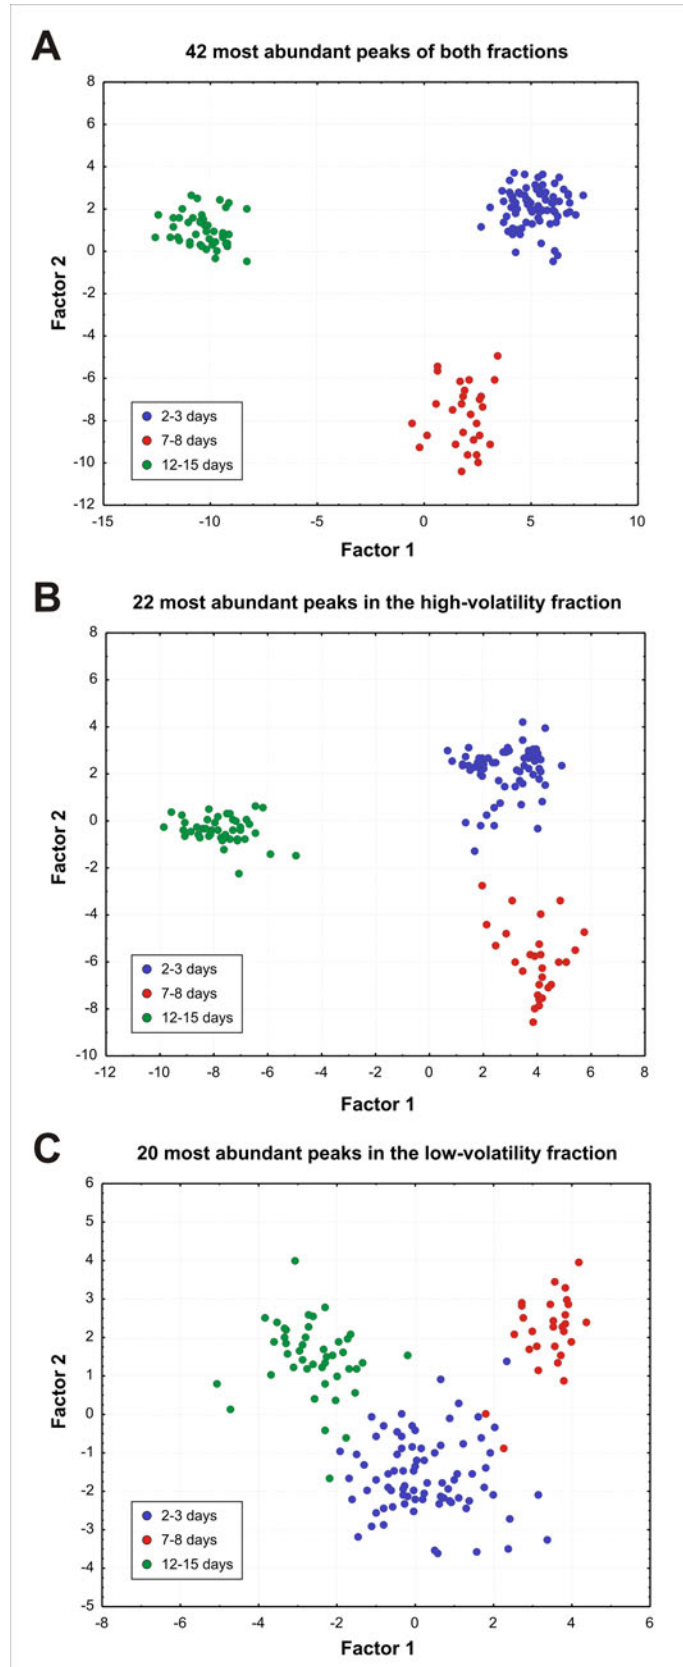 A
42 most abundant peaks of both fractions
8
6
4
2
0
-2
-4
-6
-8
-10
-12
Factor 2
2-3 days
7-8 days
12-15 days
-15 -10 -5 0 5 10
Factor 1
B
22 most abundant peaks in the high-volatility fraction
8
6
4
2
0
-2
-4
-6
-8
-10
Factor 2
2-3 days
7-8 days
12-15 days
-12 -10 -8 -6 -4 -2 0 2 4 6 8
Factor 1
C
20 most abundant peaks in the low-volatility fraction
6
5
4
3
2
1
0
-1
-2
-3
-4
-5
Factor 2
2-3 days
7-8 days
12-15 days
-8 -6 -4 -2 0 2 4 6
Factor 1